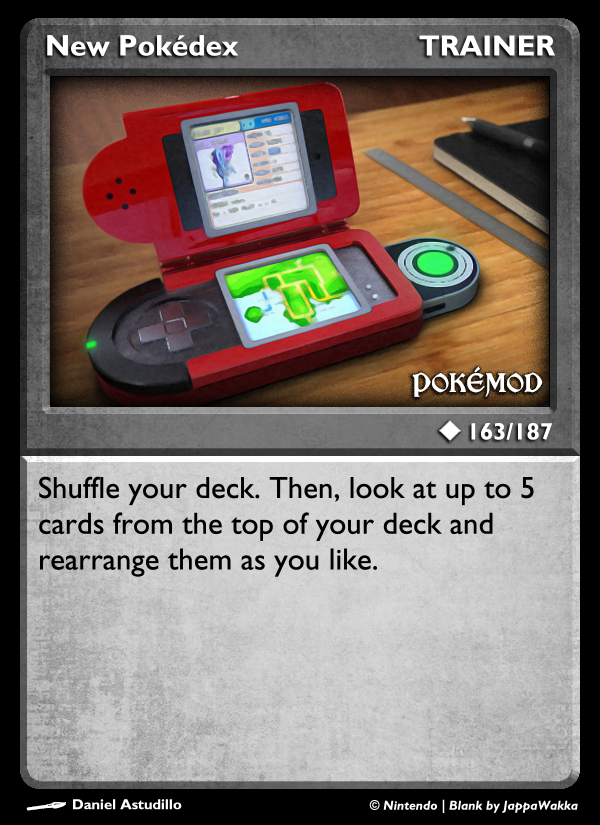 New Pokédex TRAINER
POKÉMOD
163/187
Shuffle your deck. Then, look at up to 5
cards from the top of your deck and
rearrange them as you like.
Daniel Astudillo © Nintendo | Blank by JappaWakka